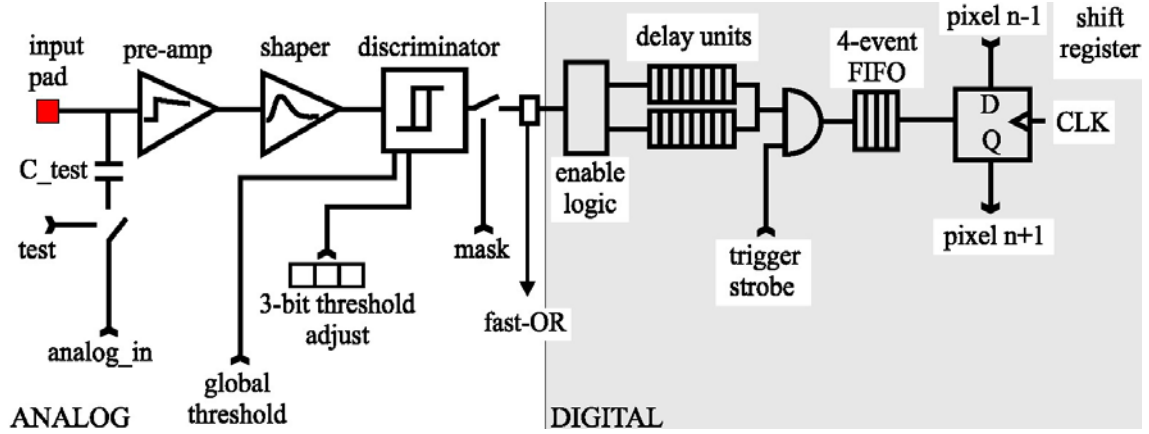 input
pad
pre-amp
shaper
discriminator
delay units
4-event
FIFO
pixel n-1
shift
register
D
Q
CLK
C_test
enable
logic
test
mask
pixel n+1
trigger
strobe
3-bit threshold
adjust
fast-OR
analog_in
global
threshold
ANALOG
DIGITAL